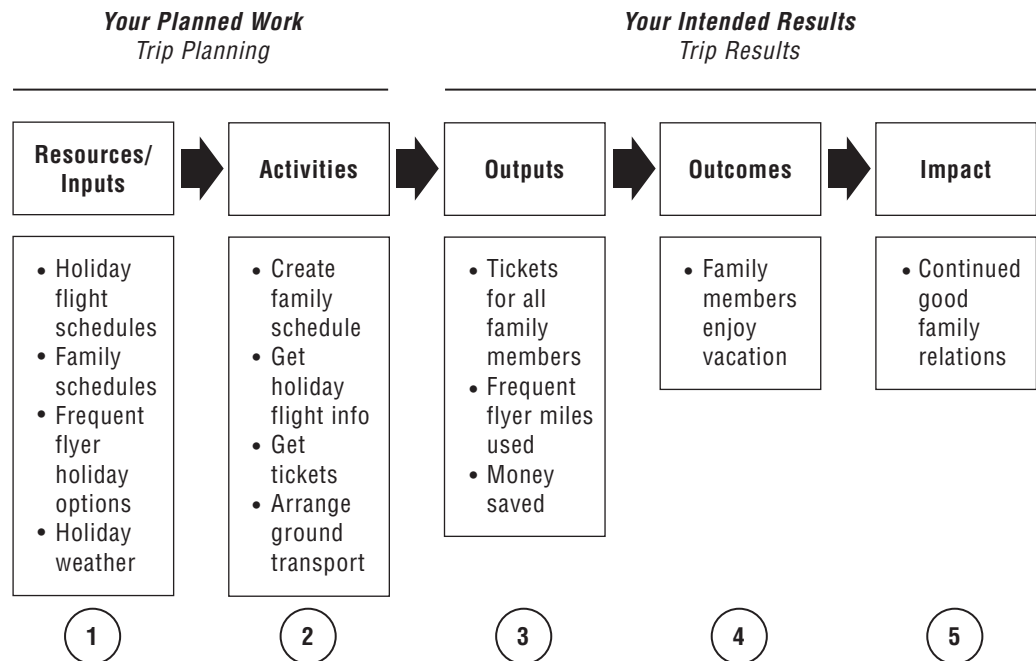 Your Planned Work
Trip Planning
Your Intended Results
Trip Results
Resources/
Inputs
Activities
Outputs
Outcomes
Impact
• Holiday
flight
schedules
• Family
schedules
• Frequent
flyer
holiday
options
• Holiday
weather
• Create
family
schedule
• Get
holiday
flight info
• Get
tickets
• Arrange
ground
transport
• Tickets
for all
family
members
• Frequent
flyer miles
used
• Money
saved
• Family
members
enjoy
vacation
• Continued
good
family
relations
1
2
3
4
5